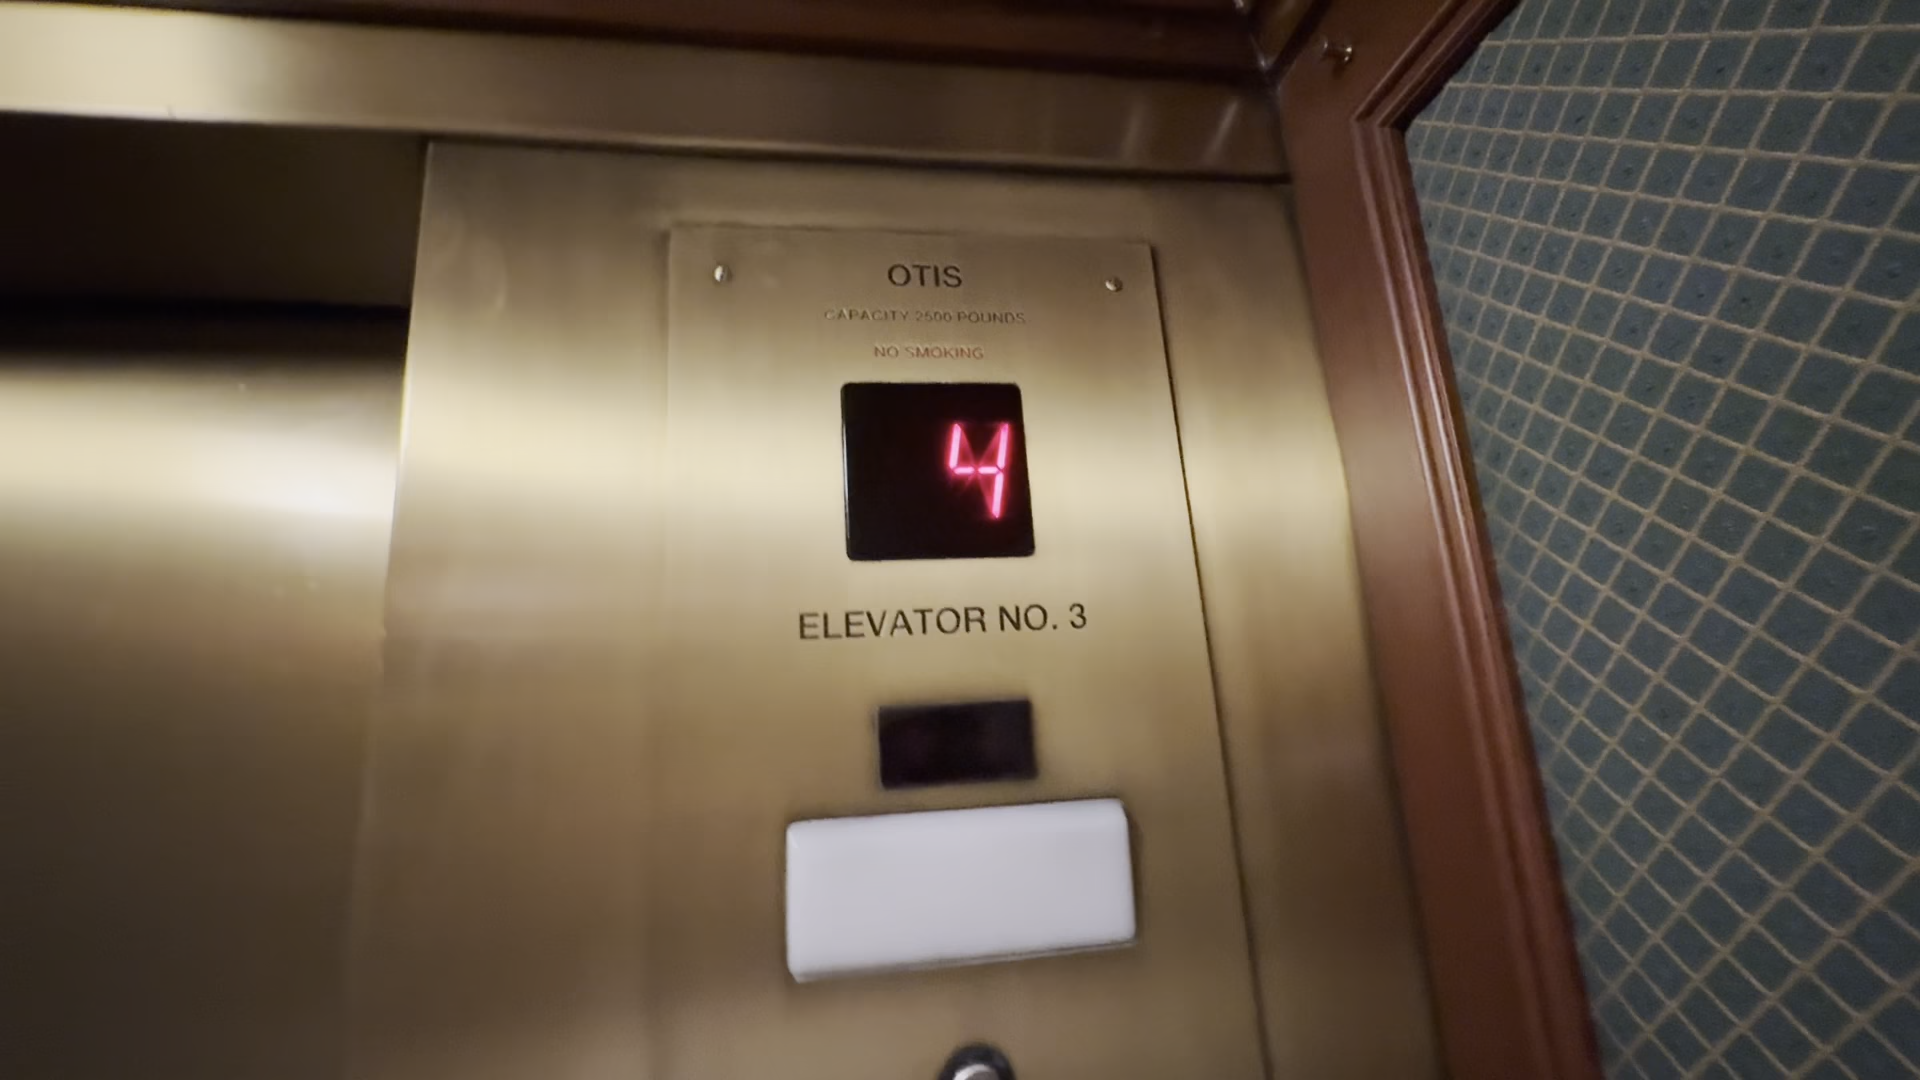 OTIS
CAPACITY 2500 POUNDS
NO SMOKING
4
ELEVATOR NO. 3